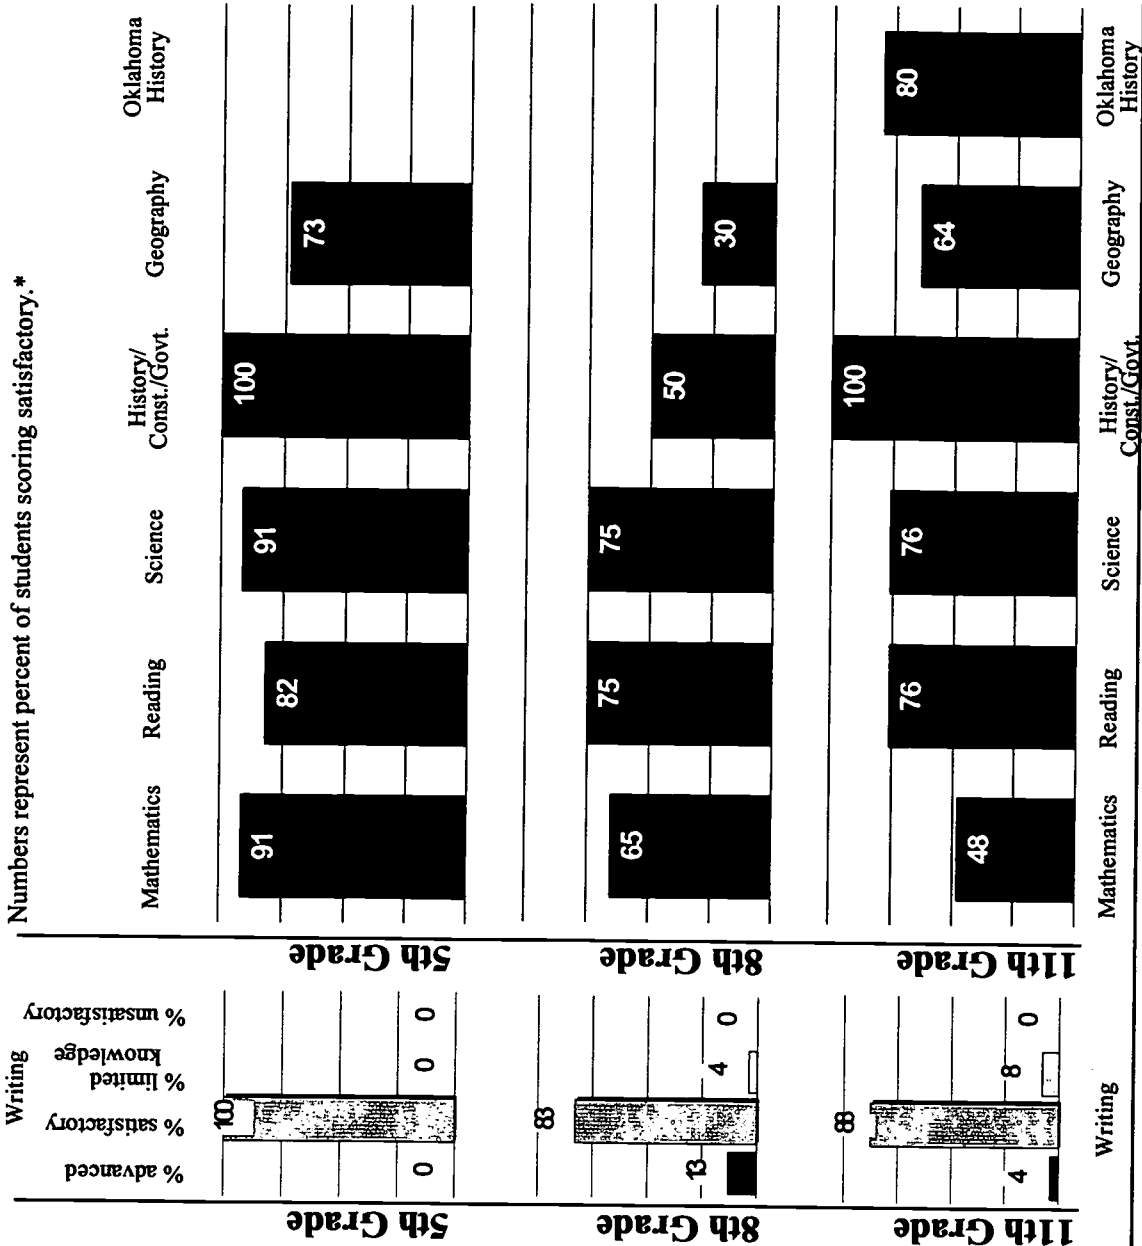 Numbers represent percent of students scoring satisfactory.*
Writing
% advanced
% satisfactory
% limited
knowledge
% unsatisfactory
Mathematics
Reading
Science
History/
Const./Govt.
Geography
Oklahoma
History
5th Grade
0
100
0
0
5th Grade
91
82
91
100
73
8th Grade
13
83
4
0
8th Grade
65
75
75
50
30
11th Grade
4
88
8
0
11th Grade
48
76
76
100
64
80
Writing
Mathematics
Reading
Science
History/
Const./Govt.
Geography
Oklahoma
History